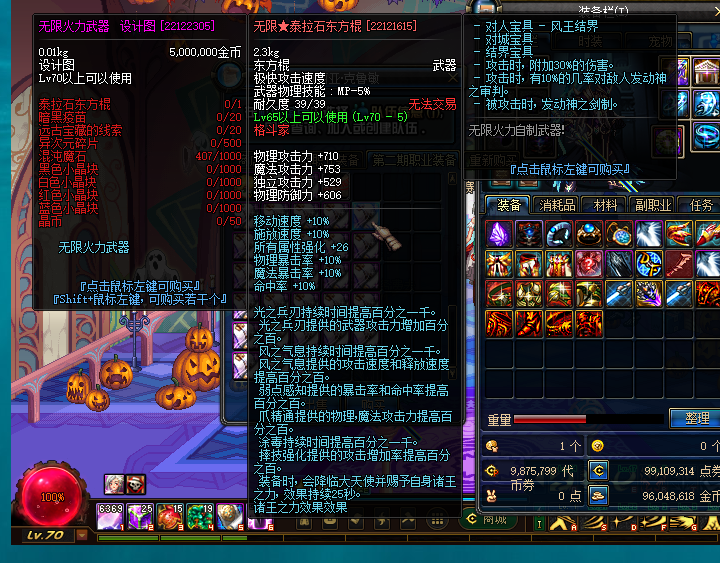 无限火力武器 设计图 [22122305]
0.01kg
5,000,000金币
设计图
Lv70以上可以使用
泰拉石东方棍 0/1
暗黑疫苗 0/20
远古宝藏的线索 0/20
异次元碎片 0/500
混沌魔石 407/1000
黑色小晶块 0/1000
白色小晶块 0/1000
红色小晶块 0/1000
蓝色小晶块 0/1000
晶币 0/50
无限火力武器
『点击鼠标左键可购买』
『Shift+鼠标左键, 可购买若干个』
无限★泰拉石东方棍 [22121615]
2.3kg
东方棍 武器
极快攻击速度
武器物理技能 : MP-5%
耐久度 39/39 无法交易
Lv65以上可以使用 (Lv70 - 5)
格斗家
物理攻击力 +710
魔法攻击力 +753
独立攻击力 +529
物理防御力 +606
移动速度 +10%
施放速度 +10%
所有属性强化 +26
物理暴击率 +10%
魔法暴击率 +10%
命中率 +10%
光之兵刃持续时间提高百分之一千。
光之兵刃提供的武器攻击力增加百分
之百。
风之气息持续时间提高百分之一千。
风之气息提供的攻击速度和释放速度
提高百分之百。
弱点感知提供的暴击率和命中率提高
百分之百。
爪精通提供的物理,魔法攻击力提高百
分之百。
涂毒持续时间提高百分之一千。
摔技强化提供的攻击增加率提高百分
之百。
装备时, 会降临大天使并赐予自身诸王
之力, 效果持续25秒。
诸王之力效果效果
- 对人宝具 - 风王结界
- 对城宝具
- 结界宝具
- 攻击时, 附加30%的伤害。
- 攻击时, 有10%的几率对敌人发动神
之审判。
- 被攻击时, 发动神之剑制。
无限火力自制武器!
『点击鼠标左键可购买』
装备栏(I)
第二期职业装备
装备 消耗品 材料 副职业 任务
重量 整理
1 个 0 个
9,875,799 代币券
99,109,314 点券
0 点
96,048,618 金币
100%
Lv.70
6369 25 15 19
商城